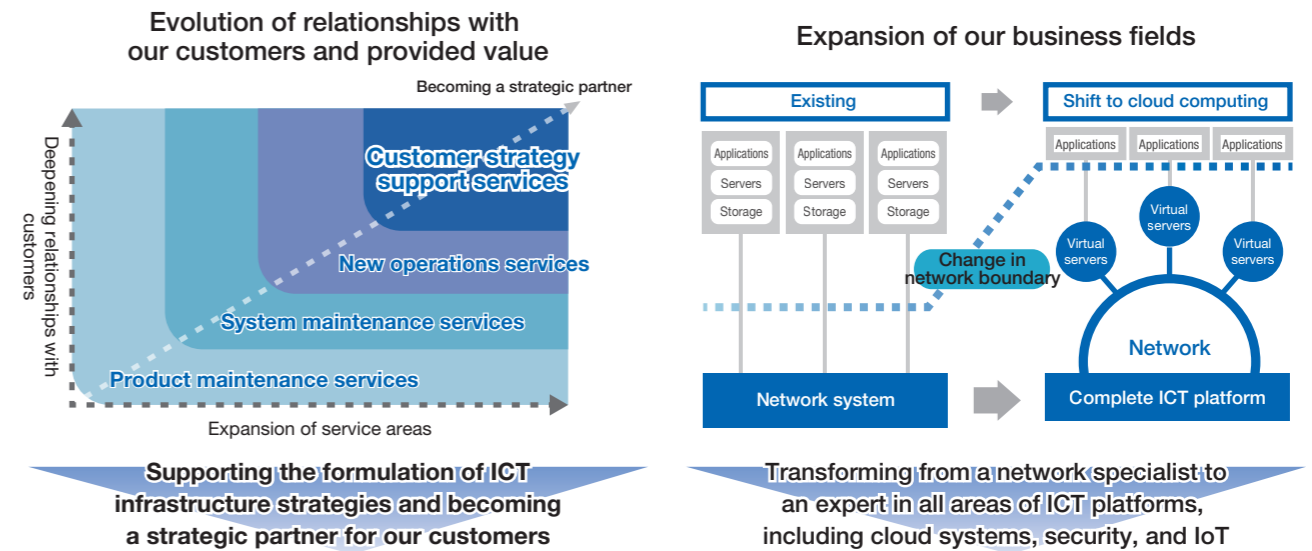 Evolution of relationships with
our customers and provided value
Becoming a strategic partner
Deepening relationships with
customers
Customer strategy
support services
New operations services
System maintenance services
Product maintenance services
Expansion of service areas
Supporting the formulation of ICT
infrastructure strategies and becoming
a strategic partner for our customers
Expansion of our business fields
Existing
Shift to cloud computing
Applications
Servers
Storage
Applications
Servers
Storage
Applications
Servers
Storage
Applications
Applications
Applications
Change in
network boundary
Virtual
servers
Virtual
servers
Virtual
servers
Network
Network system
Complete ICT platform
Transforming from a network specialist to
an expert in all areas of ICT platforms,
including cloud systems, security, and IoT